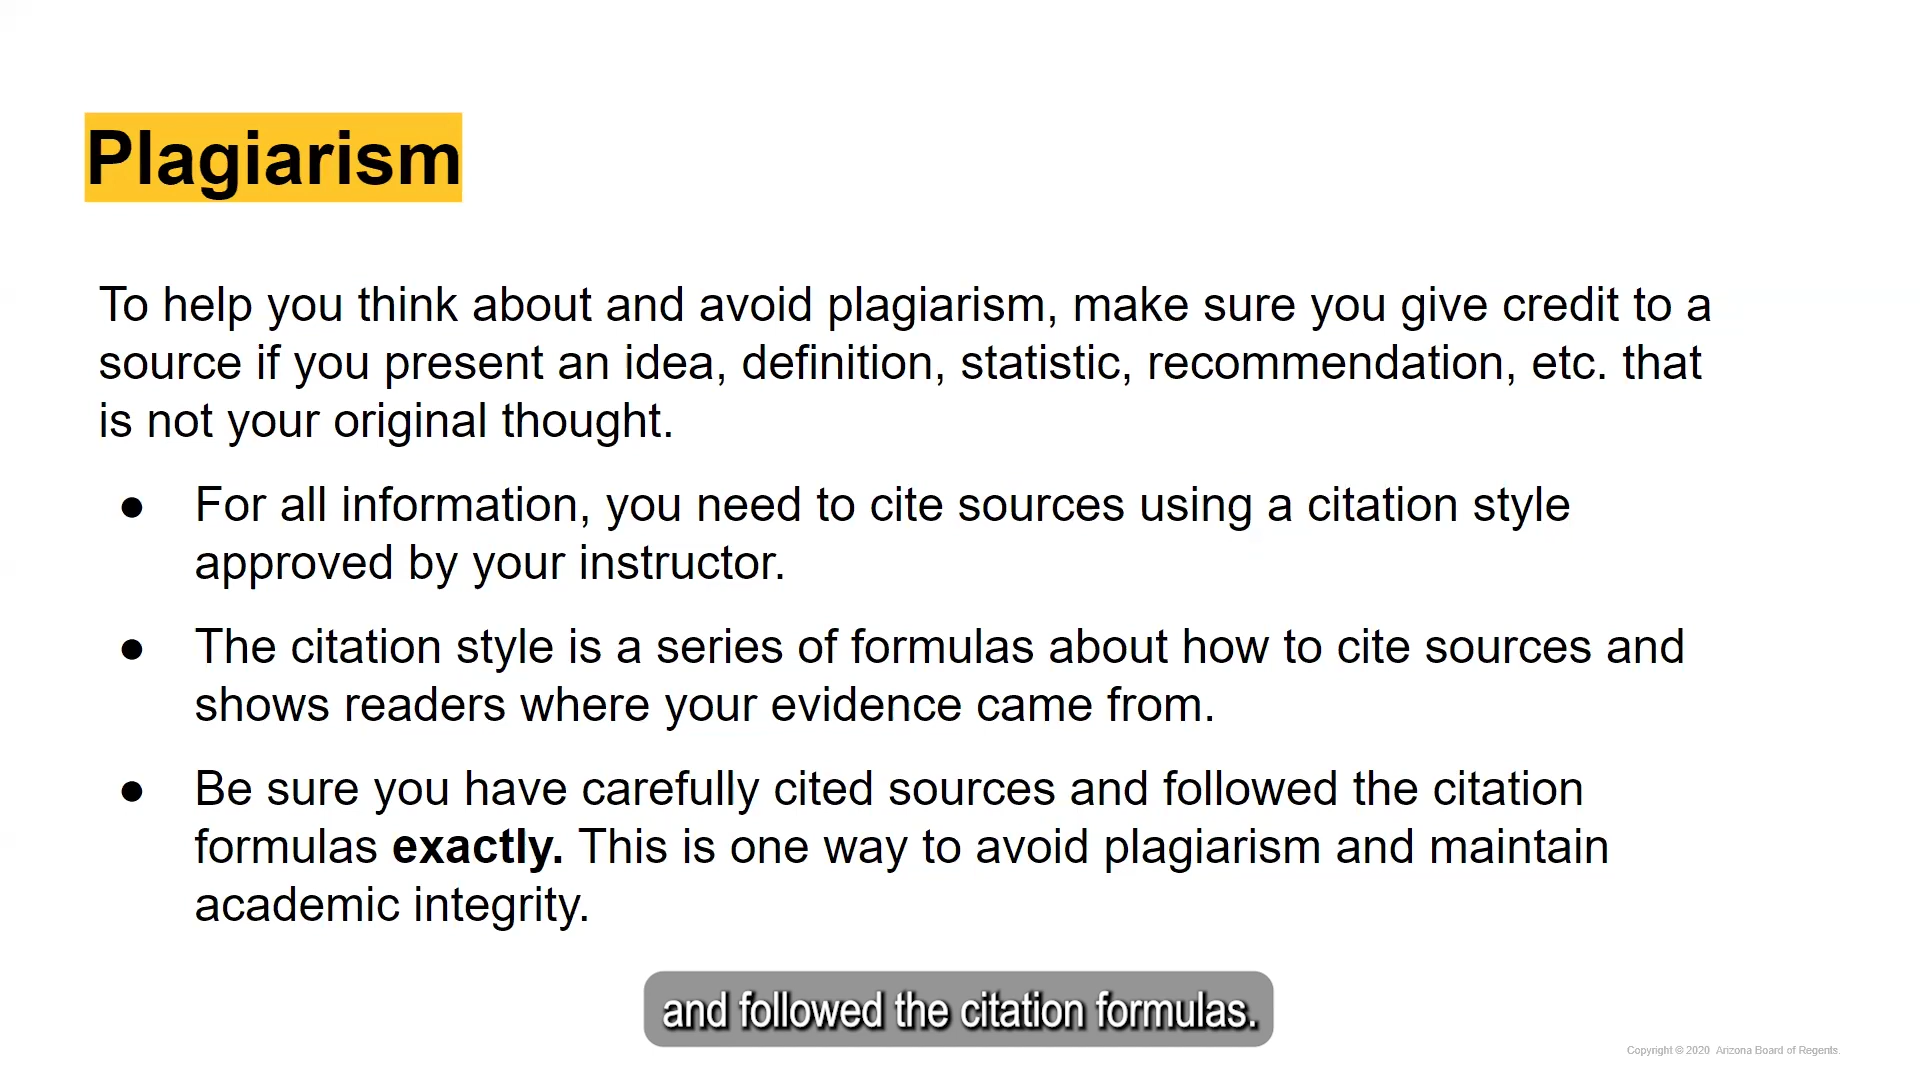 Plagiarism
To help you think about and avoid plagiarism, make sure you give credit to a
source if you present an idea, definition, statistic, recommendation, etc. that
is not your original thought.
● For all information, you need to cite sources using a citation style
approved by your instructor.
● The citation style is a series of formulas about how to cite sources and
shows readers where your evidence came from.
● Be sure you have carefully cited sources and followed the citation
formulas exactly. This is one way to avoid plagiarism and maintain
academic integrity.
and followed the citation formulas.
Copyright © 2020 Arizona Board of Regents.